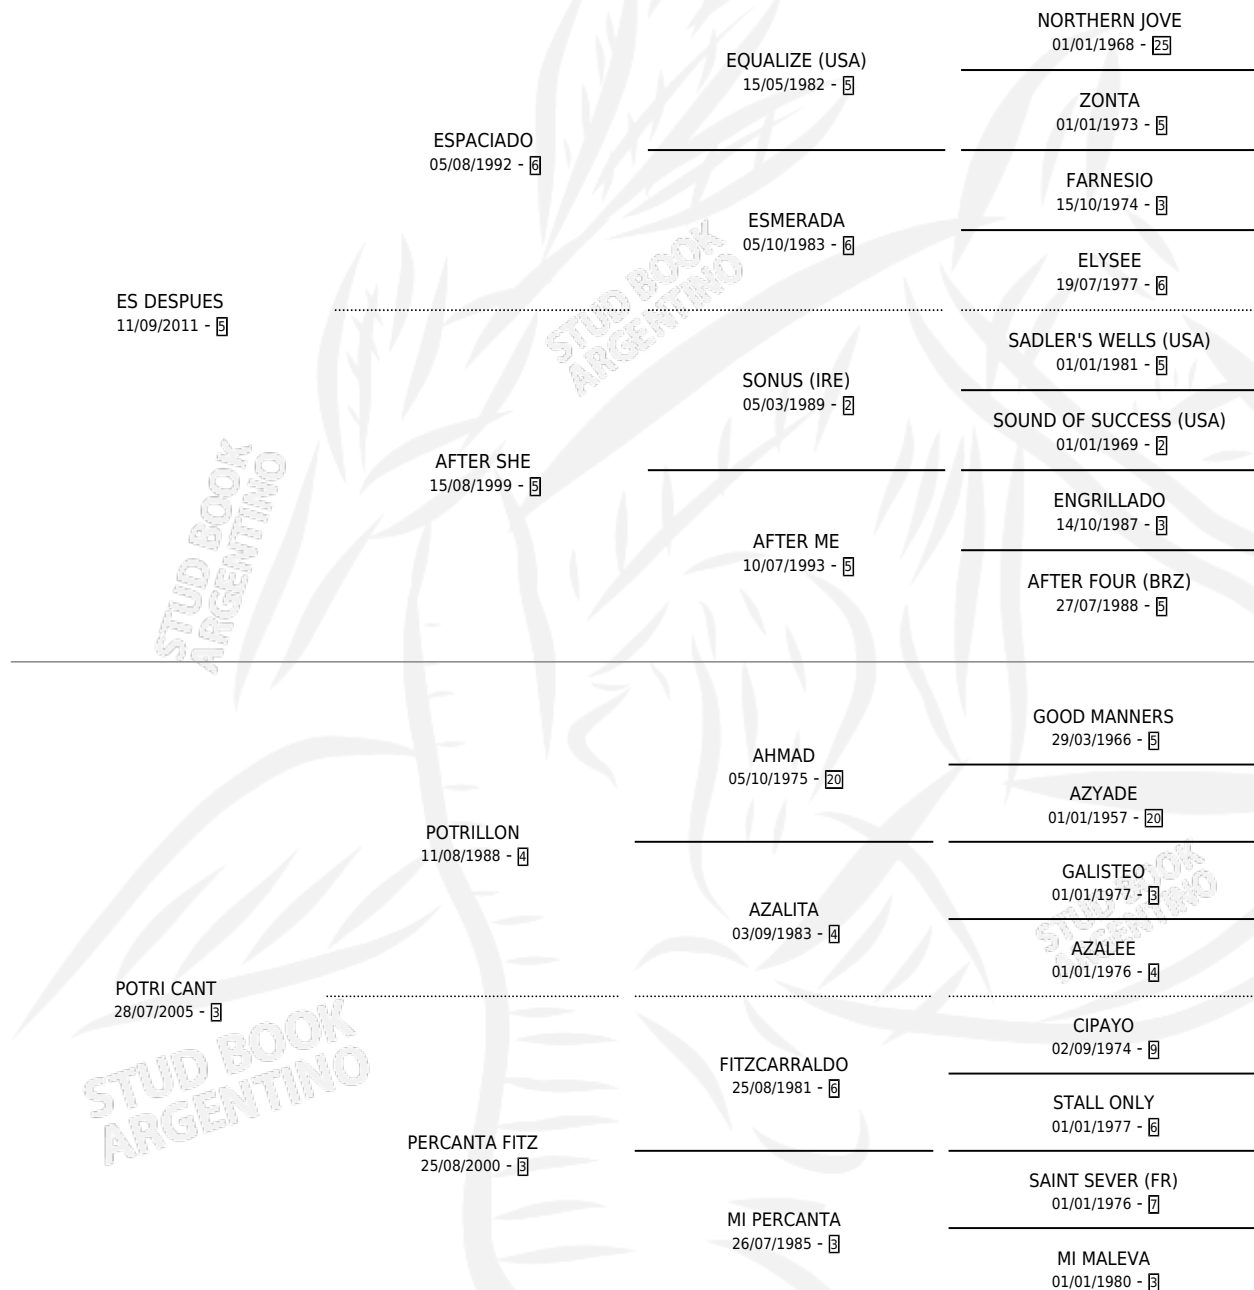 NORTHERN JOVE
01/01/1968 - 25
EQUALIZE (USA)
15/05/1982 - 5
ZONTA
01/01/1973 - 5
ESPACIADO
05/08/1992 - 6
FARNESIO
15/10/1974 - 3
ESMERADA
05/10/1983 - 6
ELYSEE
19/07/1977 - 6
ES DESPUES
11/09/2011 - 5
SADLER'S WELLS (USA)
01/01/1981 - 5
SONUS (IRE)
05/03/1989 - 2
SOUND OF SUCCESS (USA)
01/01/1969 - 2
AFTER SHE
15/08/1999 - 5
ENGRILLADO
14/10/1987 - 3
AFTER ME
10/07/1993 - 5
AFTER FOUR (BRZ)
27/07/1988 - 5
GOOD MANNERS
29/03/1966 - 5
AHMAD
05/10/1975 - 20
AZYADE
01/01/1957 - 20
POTRILLON
11/08/1988 - 4
GALISTEO
01/01/1977 - 3
AZALITA
03/09/1983 - 4
AZALEE
01/01/1976 - 4
POTRI CANT
28/07/2005 - 3
CIPAYO
02/09/1974 - 9
FITZCARRALDO
25/08/1981 - 6
STALL ONLY
01/01/1977 - 6
PERCANTA FITZ
25/08/2000 - 3
SAINT SEVER (FR)
01/01/1976 - 7
MI PERCANTA
26/07/1985 - 3
MI MALEVA
01/01/1980 - 3
STUD BOOK
ARGENTINO
STUD BOOK
ARGENTINO
STUD BOOK
ARGENTINO
STUD BOOK
ARGENTINO